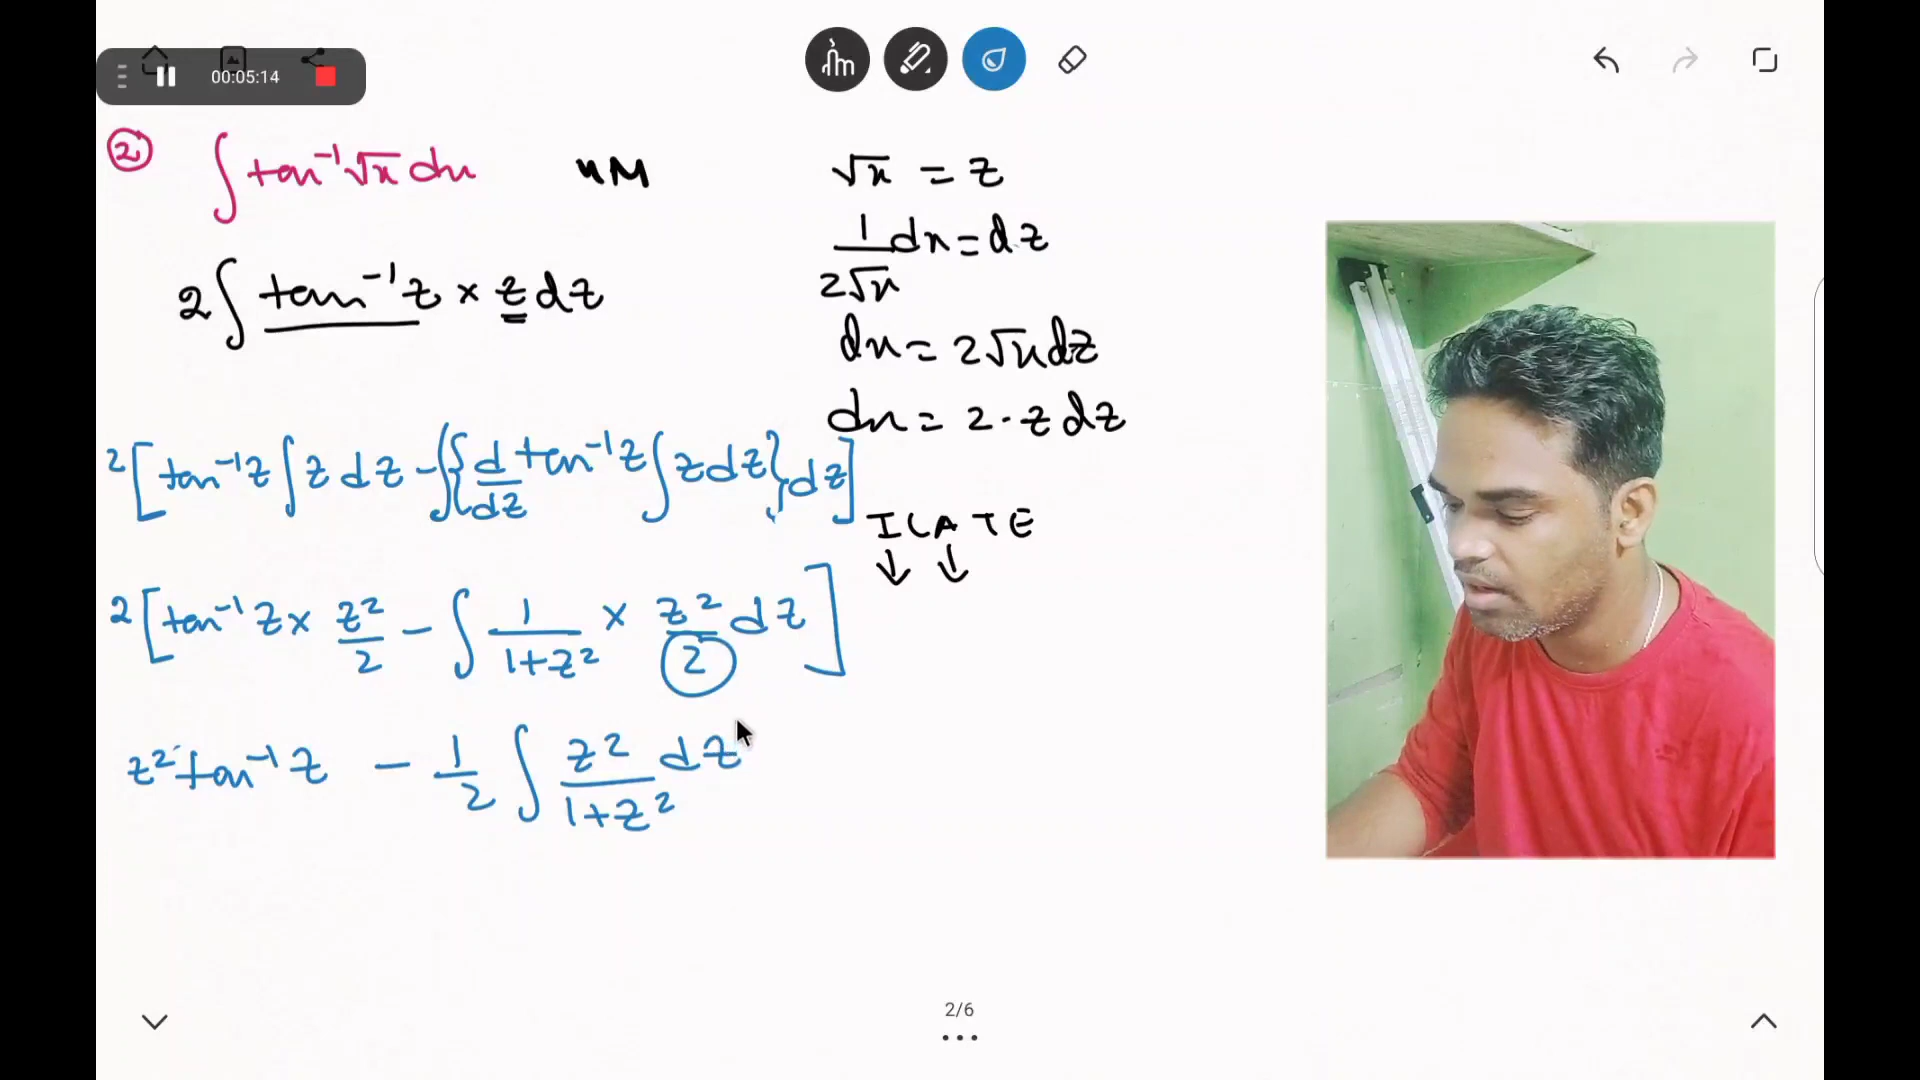 00:05:14
② ∫ tan⁻¹√x dx 4M
2 ∫ tan⁻¹z × z dz
√x = z
1/(2√x) dx = dz
dx = 2√x dz
dx = 2·z dz
2[tan⁻¹z ∫ z dz - ∫{d/dz tan⁻¹z ∫ z dz} dz]
ILATE
2[tan⁻¹z × z²/2 - ∫ 1/(1+z²) × z²/2 dz]
z² tan⁻¹z - 1/2 ∫ z²/(1+z²) dz
2/6